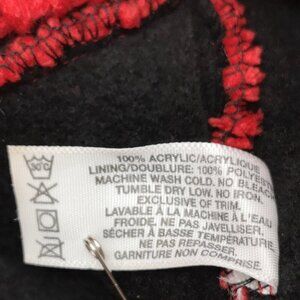 100% ACRYLIC/ACRYLIQUE
LINING/DOUBLURE: 100% POLYESTER
MACHINE WASH COLD. NO BLEACH
TUMBLE DRY LOW. NO IRON.
EXCLUSIVE OF TRIM.
LAVABLE À LA MACHINE À L'EAU
FROIDE. NE PAS JAVELLISER.
SÉCHER À BASSE TEMPÉRATURE.
NE PAS REPASSER.
GARNITURE NON COMPRISE.